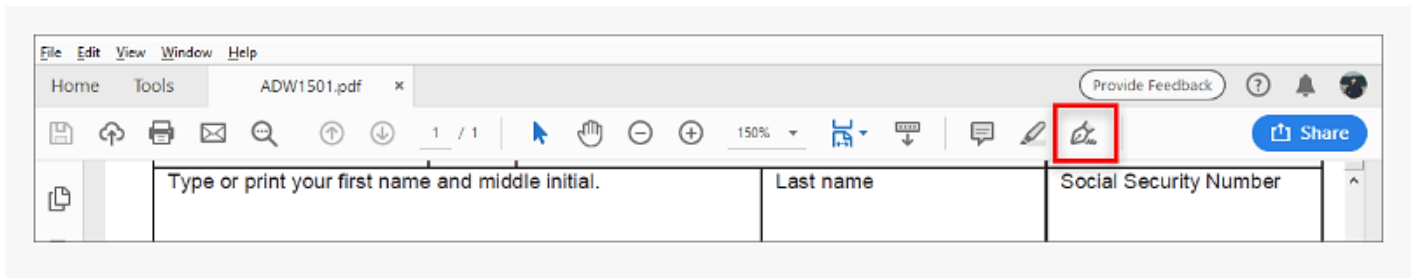 File Edit View Window Help
Home Tools ADW1501.pdf × Provide Feedback ?
1 / 1 150% Share
Type or print your first name and middle initial. Last name Social Security Number